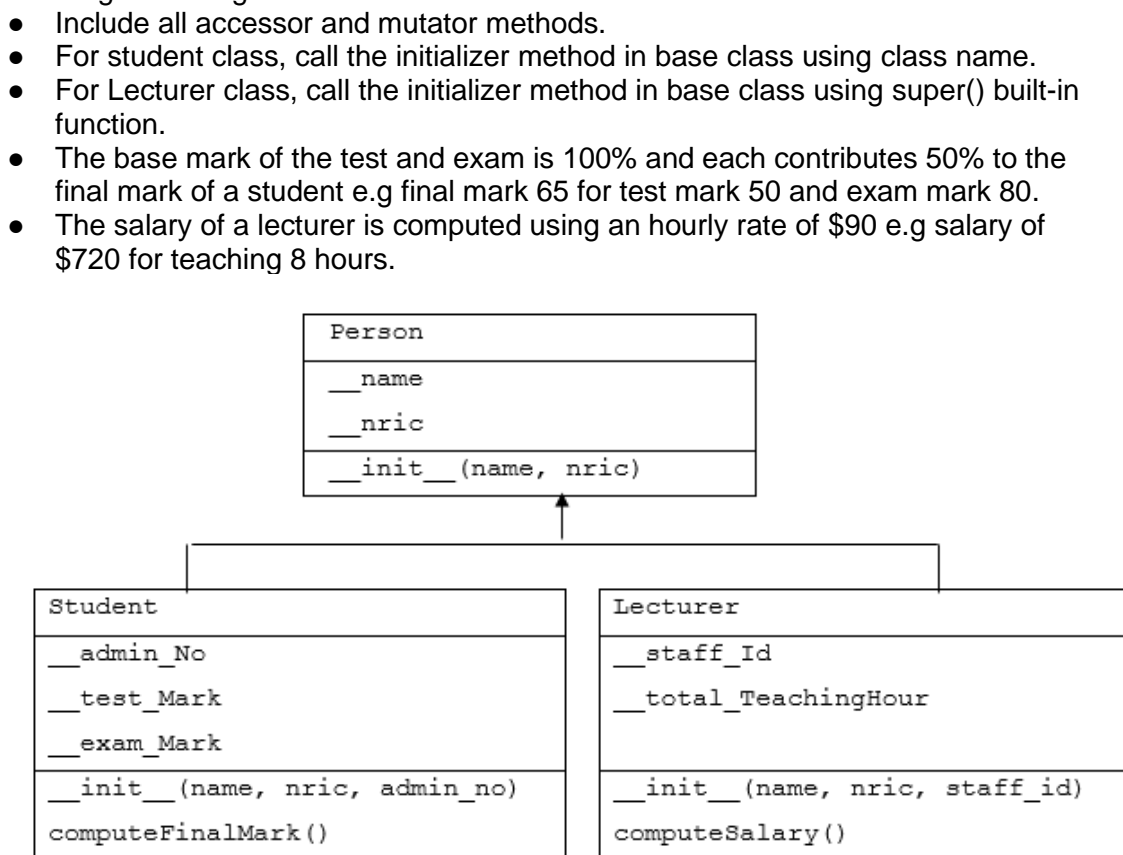 ● Include all accessor and mutator methods.
● For student class, call the initializer method in base class using class name.
● For Lecturer class, call the initializer method in base class using super() built-in
function.
● The base mark of the test and exam is 100% and each contributes 50% to the
final mark of a student e.g final mark 65 for test mark 50 and exam mark 80.
● The salary of a lecturer is computed using an hourly rate of $90 e.g salary of
$720 for teaching 8 hours.
Person
__name
__nric
__init__(name, nric)
Student
__admin_No
__test_Mark
__exam_Mark
__init__(name, nric, admin_no)
computeFinalMark()
Lecturer
__staff_Id
__total_TeachingHour
__init__(name, nric, staff_id)
computeSalary()